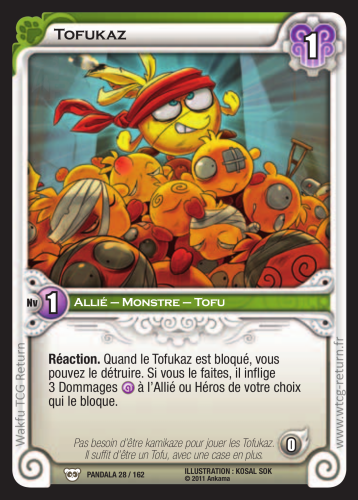 TOFUKAZ
1
Nv 1 ALLIÉ – MONSTRE – TOFU
Réaction. Quand le Tofukaz est bloqué, vous
pouvez le détruire. Si vous le faites, il inflige
3 Dommages à l'Allié ou Héros de votre choix
qui le bloque.
Pas besoin d'être kamikaze pour jouer les Tofukaz.
Il suffit d'être un Tofu, avec une case en plus.
0
PANDALA 28 / 162
ILLUSTRATION : KOSAL SOK
© 2011 Ankama
Wakfu TCG Return
www.wtcg-return.fr